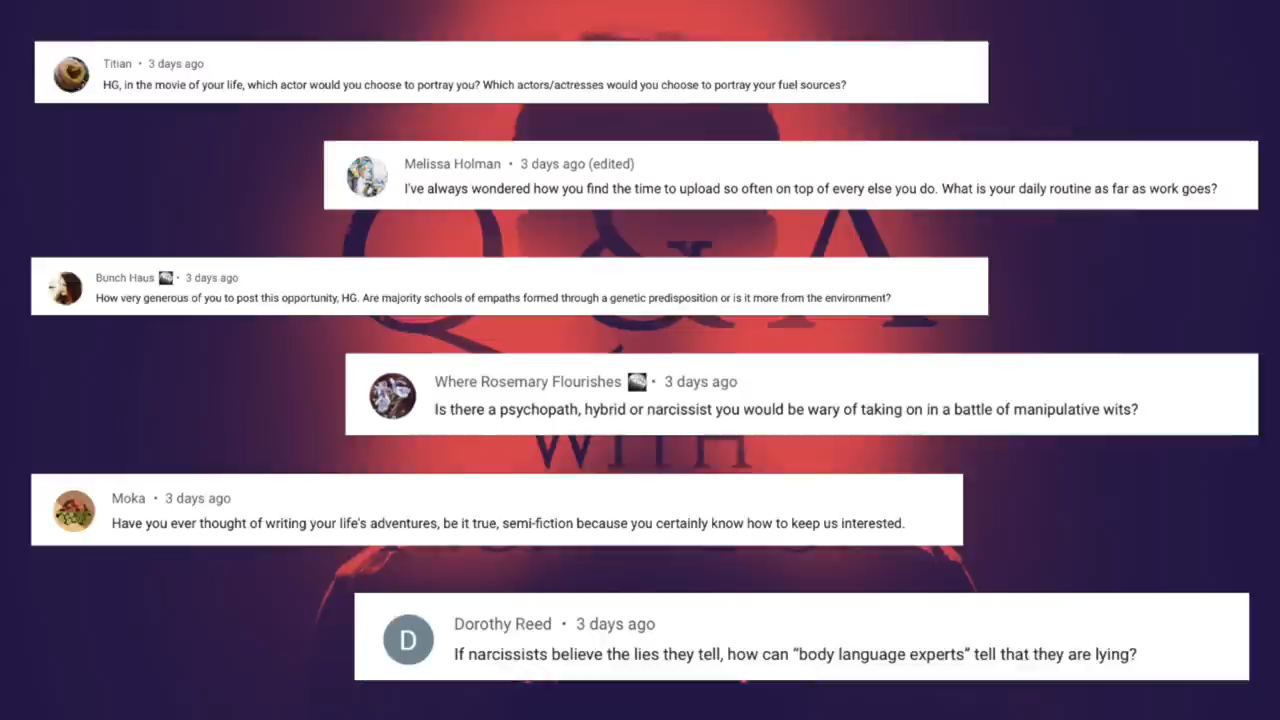 Titian • 3 days ago
HG, in the movie of your life, which actor would you choose to portray you? Which actors/actresses would you choose to portray your fuel sources?
Melissa Holman • 3 days ago (edited)
I've always wondered how you find the time to upload so often on top of every else you do. What is your daily routine as far as work goes?
Q & A
Bunch Haus • 3 days ago
How very generous of you to post this opportunity, HG. Are majority schools of empaths formed through a genetic predisposition or is it more from the environment?
Where Rosemary Flourishes • 3 days ago
Is there a psychopath, hybrid or narcissist you would be wary of taking on in a battle of manipulative wits?
WITH
Moka • 3 days ago
Have you ever thought of writing your life's adventures, be it true, semi-fiction because you certainly know how to keep us interested.
D
Dorothy Reed • 3 days ago
If narcissists believe the lies they tell, how can “body language experts” tell that they are lying?